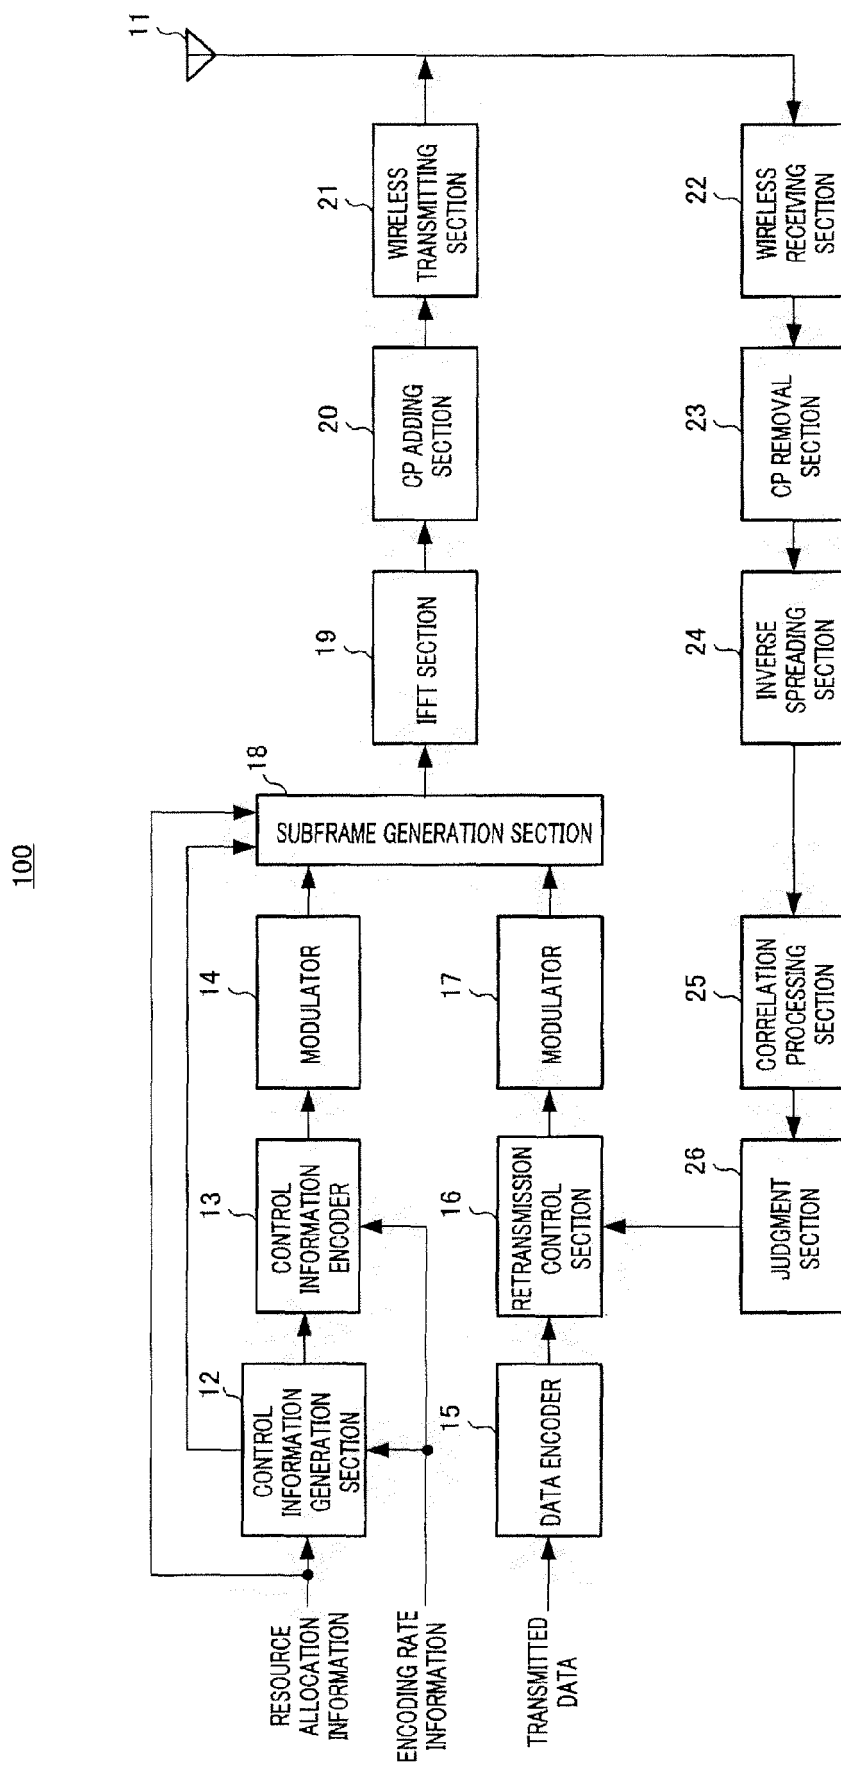 100
RESOURCE
ALLOCATION
INFORMATION
ENCODING RATE
INFORMATION
TRANSMITTED
DATA
12
CONTROL
INFORMATION
GENERATION
SECTION
13
CONTROL
INFORMATION
ENCODER
14
MODULATOR
15
DATA ENCODER
16
RETRANSMISSION
CONTROL
SECTION
17
MODULATOR
18
SUBFRAME GENERATION SECTION
19
IFFT SECTION
20
CP ADDING
SECTION
21
WIRELESS
TRANSMITTING
SECTION
11
22
WIRELESS
RECEIVING
SECTION
23
CP REMOVAL
SECTION
24
INVERSE
SPREADING
SECTION
25
CORRELATION
PROCESSING
SECTION
26
JUDGMENT
SECTION